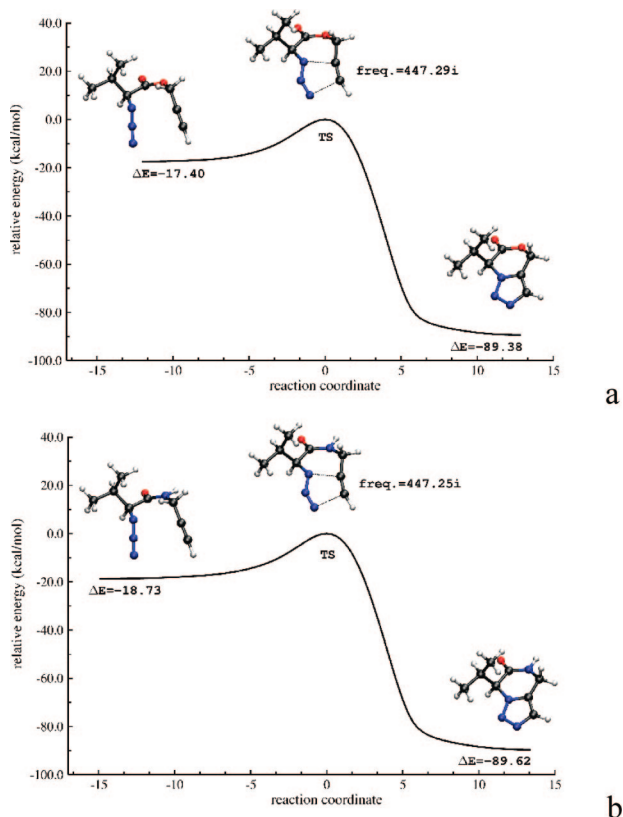 40.0
20.0
0.0
-20.0
-40.0
-60.0
-80.0
-100.0
relative energy (kcal/mol)
freq.=447.29i
TS
ΔE=-17.40
ΔE=-89.38
-15 -10 -5 0 5 10 15
reaction coordinate
a
40.0
20.0
0.0
-20.0
-40.0
-60.0
-80.0
-100.0
relative energy (kcal/mol)
freq.=447.25i
TS
ΔE=-18.73
ΔE=-89.62
-15 -10 -5 0 5 10 15
reaction coordinate
b